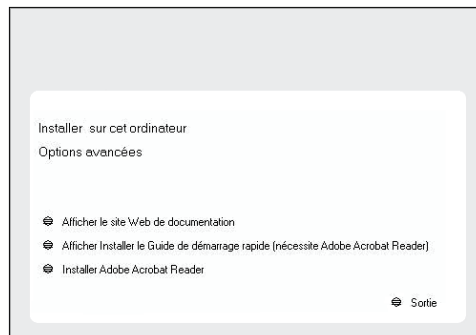 Installer sur cet ordinateur
Options avancées
Afficher le site Web de documentation
Afficher Installer le Guide de démarrage rapide (nécessite Adobe Acrobat Reader)
Installer Adobe Acrobat Reader
Sortie